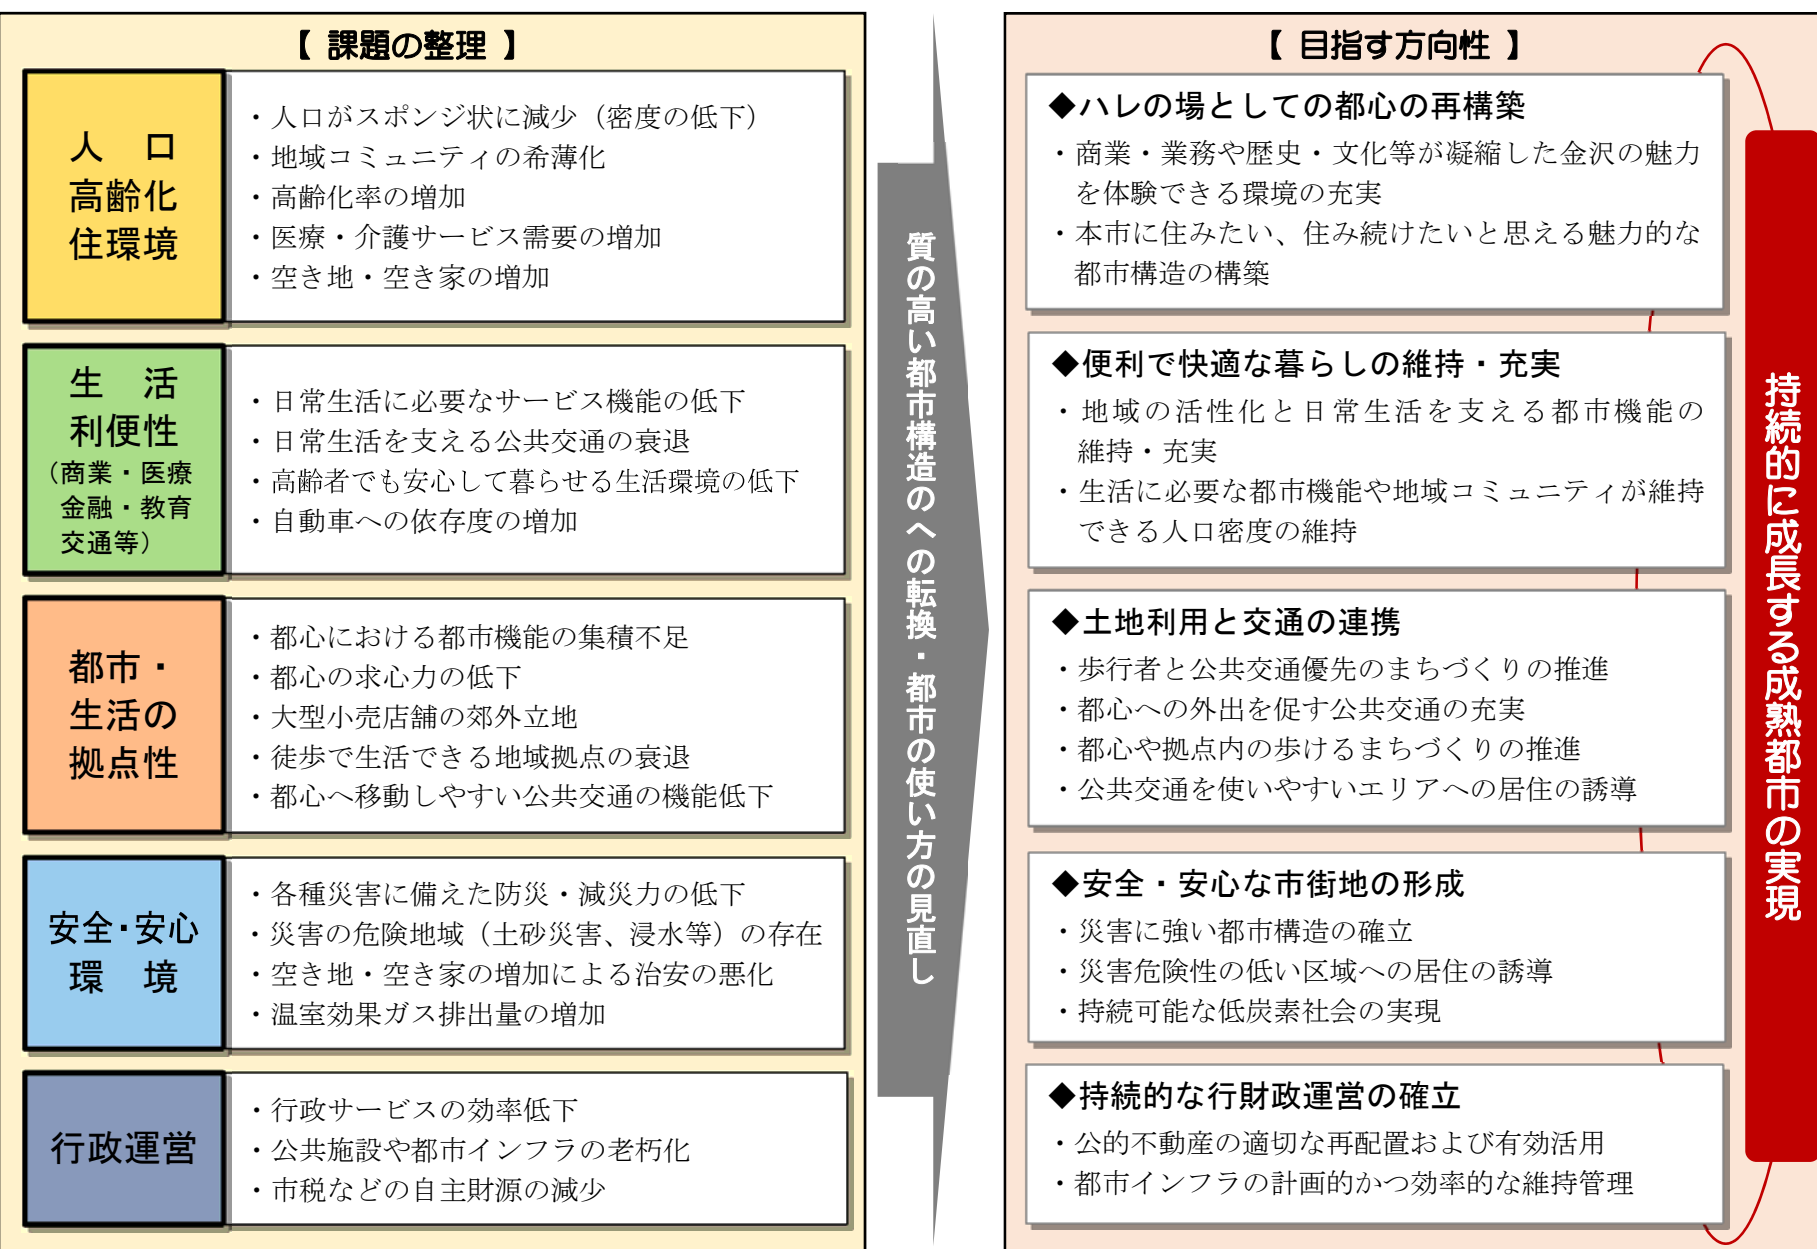 【 課題の整理 】
人　口
高齢化
住環境
・人口がスポンジ状に減少（密度の低下）
・地域コミュニティの希薄化
・高齢化率の増加
・医療・介護サービス需要の増加
・空き地・空き家の増加
生　活
利便性
（商業・医療
金融・教育
交通等）
・日常生活に必要なサービス機能の低下
・日常生活を支える公共交通の衰退
・高齢者でも安心して暮らせる生活環境の低下
・自動車への依存度の増加
都市・
生活の
拠点性
・都心における都市機能の集積不足
・都心の求心力の低下
・大型小売店舗の郊外立地
・徒歩で生活できる地域拠点の衰退
・都心へ移動しやすい公共交通の機能低下
安全・安心
環　境
・各種災害に備えた防災・減災力の低下
・災害の危険地域（土砂災害、浸水等）の存在
・空き地・空き家の増加による治安の悪化
・温室効果ガス排出量の増加
行政運営
・行政サービスの効率低下
・公共施設や都市インフラの老朽化
・市税などの自主財源の減少
質の高い都市構造のへの転換・都市の使い方の見直し
【 目指す方向性 】
◆ハレの場としての都心の再構築
・商業・業務や歴史・文化等が凝縮した金沢の魅力
を体験できる環境の充実
・本市に住みたい、住み続けたいと思える魅力的な
都市構造の構築
◆便利で快適な暮らしの維持・充実
・地域の活性化と日常生活を支える都市機能の
維持・充実
・生活に必要な都市機能や地域コミュニティが維持
できる人口密度の維持
◆土地利用と交通の連携
・歩行者と公共交通優先のまちづくりの推進
・都心への外出を促す公共交通の充実
・都心や拠点内の歩けるまちづくりの推進
・公共交通を使いやすいエリアへの居住の誘導
◆安全・安心な市街地の形成
・災害に強い都市構造の確立
・災害危険性の低い区域への居住の誘導
・持続可能な低炭素社会の実現
◆持続的な行財政運営の確立
・公的不動産の適切な再配置および有効活用
・都市インフラの計画的かつ効率的な維持管理
持続的に成長する成熟都市の実現